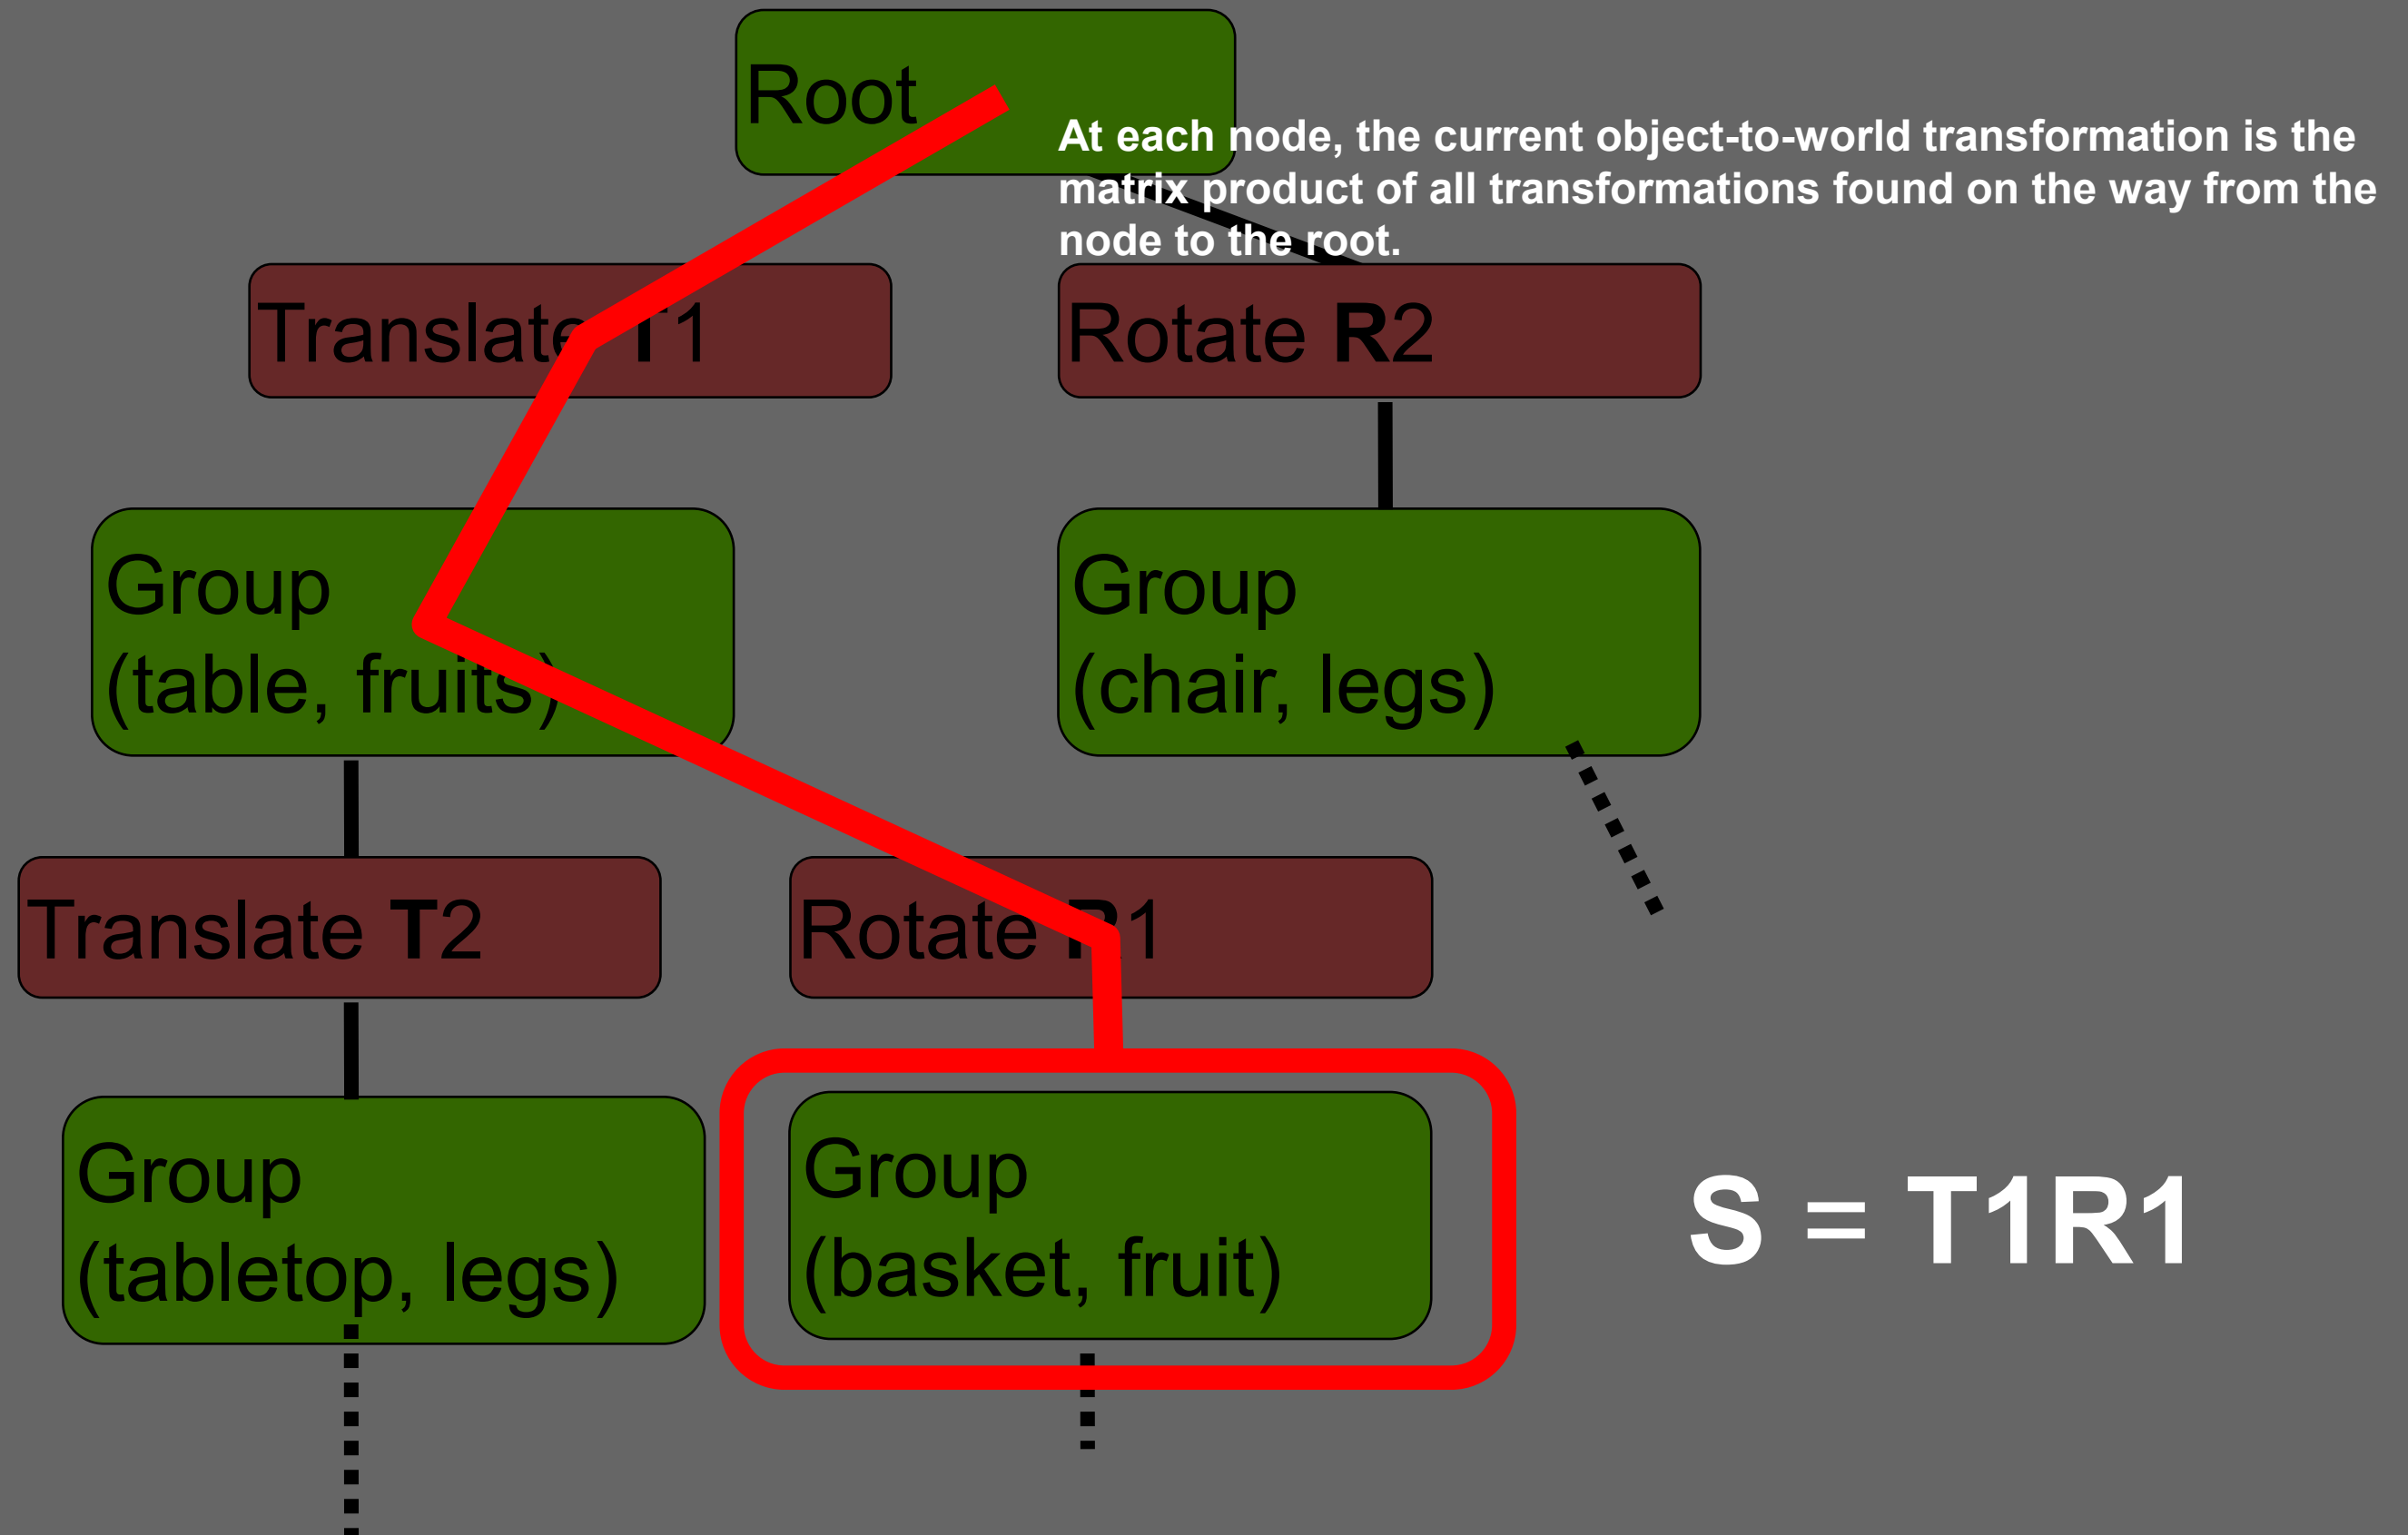 Root
At each node, the current object-to-world transformation is the
matrix product of all transformations found on the way from the
node to the root.
Translate T1
Rotate R2
Group
(table, fruits)
Group
(chair, legs)
Translate T2
Rotate R1
Group
(tabletop, legs)
Group
(basket, fruit)
S = T1R1